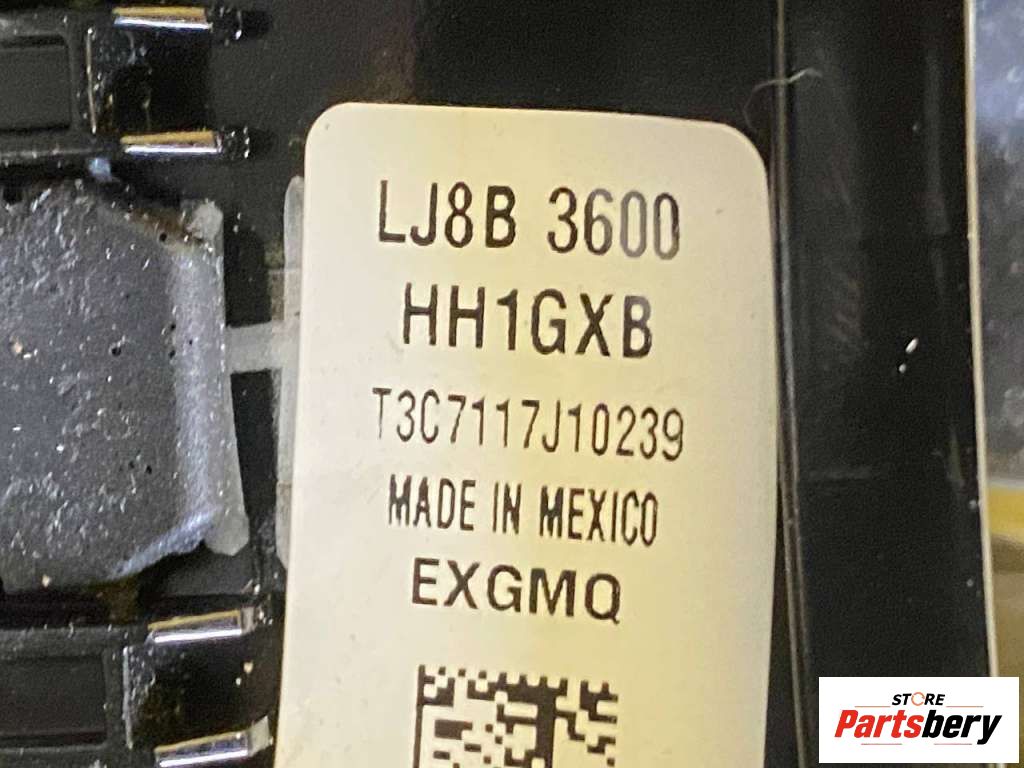 LJ8B 3600
HH1GXB
T3C7117J10239
MADE IN MEXICO
EXGMQ
STORE
Partsbery